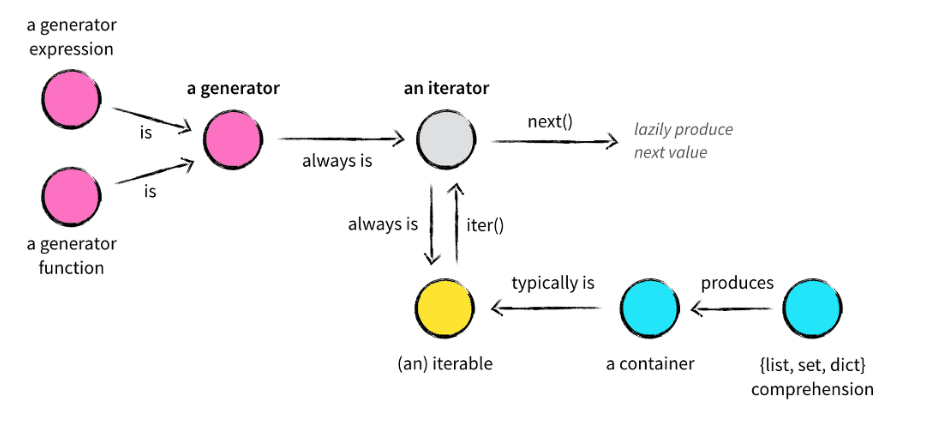 a generator
expression
a generator
an iterator
is
next()
lazily produce
next value
always is
is
always is
iter()
a generator
function
typically is
produces
(an) iterable
a container
{list, set, dict}
comprehension